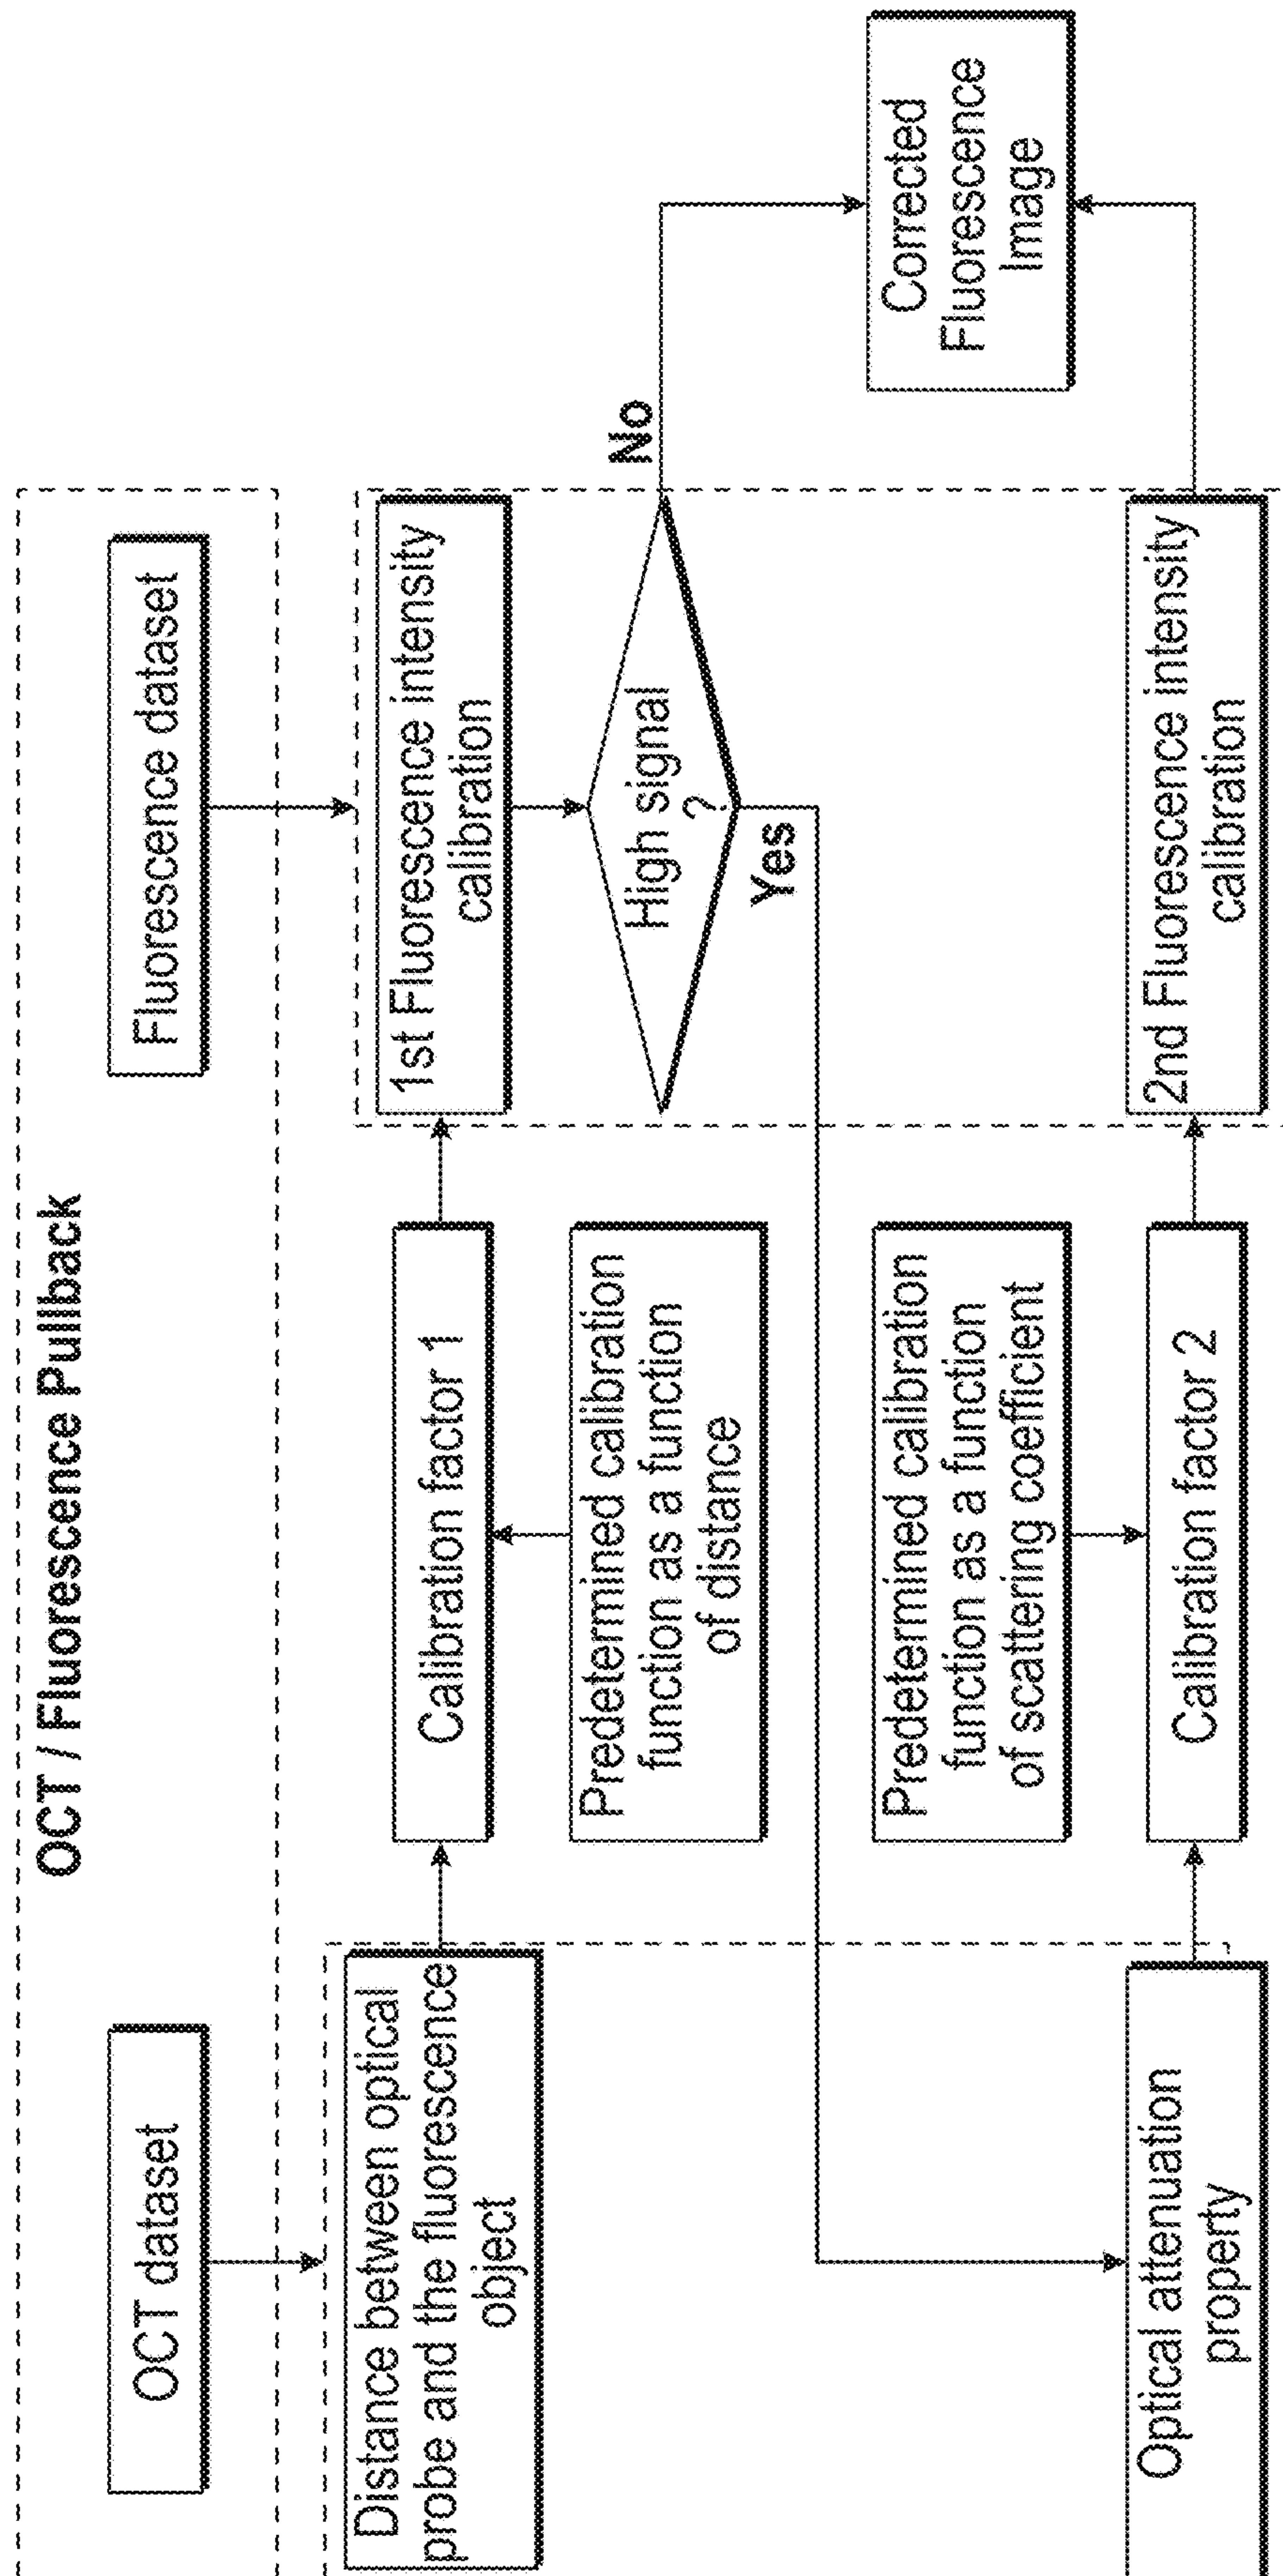 OCT / Fluorescence Pullback
OCT dataset
Fluorescence dataset
Distance between optical
probe and the fluorescence
object
Calibration factor 1
1st Fluorescence intensity
calibration
Predetermined calibration
function as a function
of distance
High signal
?
No
Yes
Corrected
Fluorescence
Image
Predetermined calibration
function as a function
of scattering coefficient
Optical attenuation
property
Calibration factor 2
2nd Fluorescence intensity
calibration